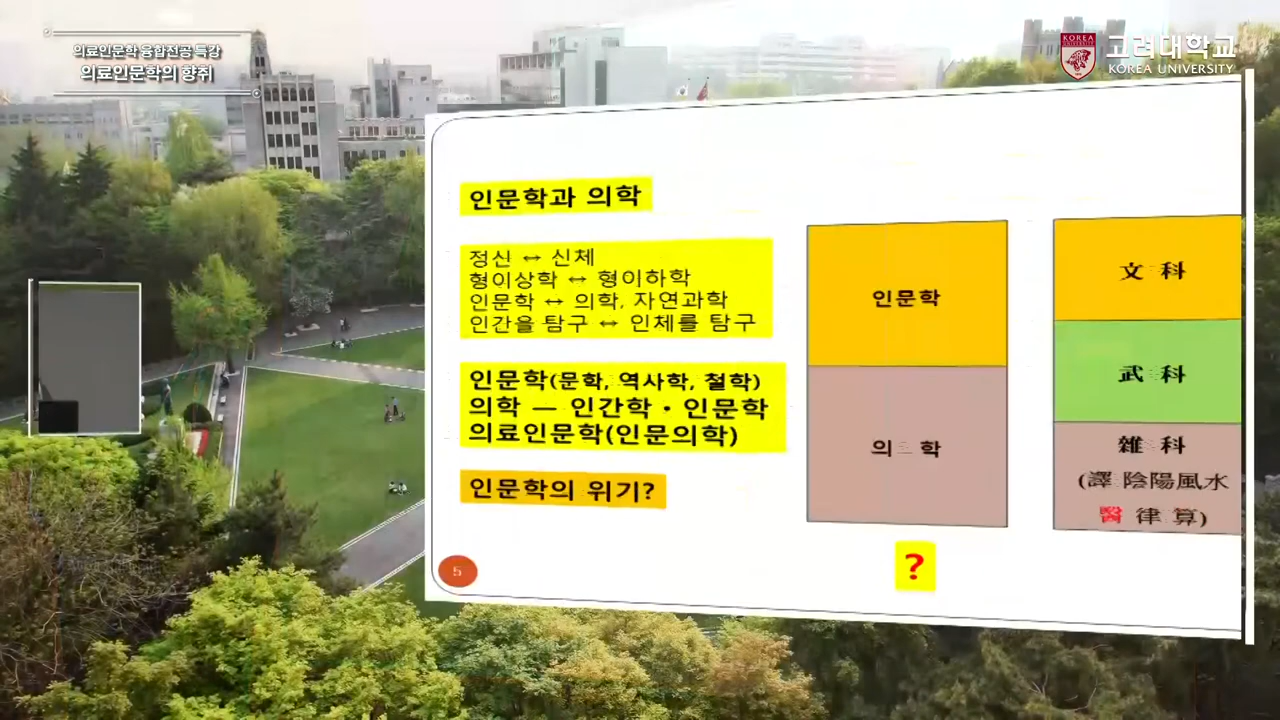 의료인문학 융합전공 특강
의료인문학의 향취
KOREA
UNIVERSITY
고려대학교
KOREA UNIVERSITY
인문학과 의학
정신 ↔ 신체
형이상학 ↔ 형이하학
인문학 ↔ 의학, 자연과학
인간을 탐구 ↔ 인체를 탐구
인문학(문학, 역사학, 철학)
의학 — 인간학・인문학
의료인문학(인문의학)
인문학의 위기?
5
인문학
의 학
?
文 科
武 科
雜 科
(譯 陰陽風水
醫 律 算)